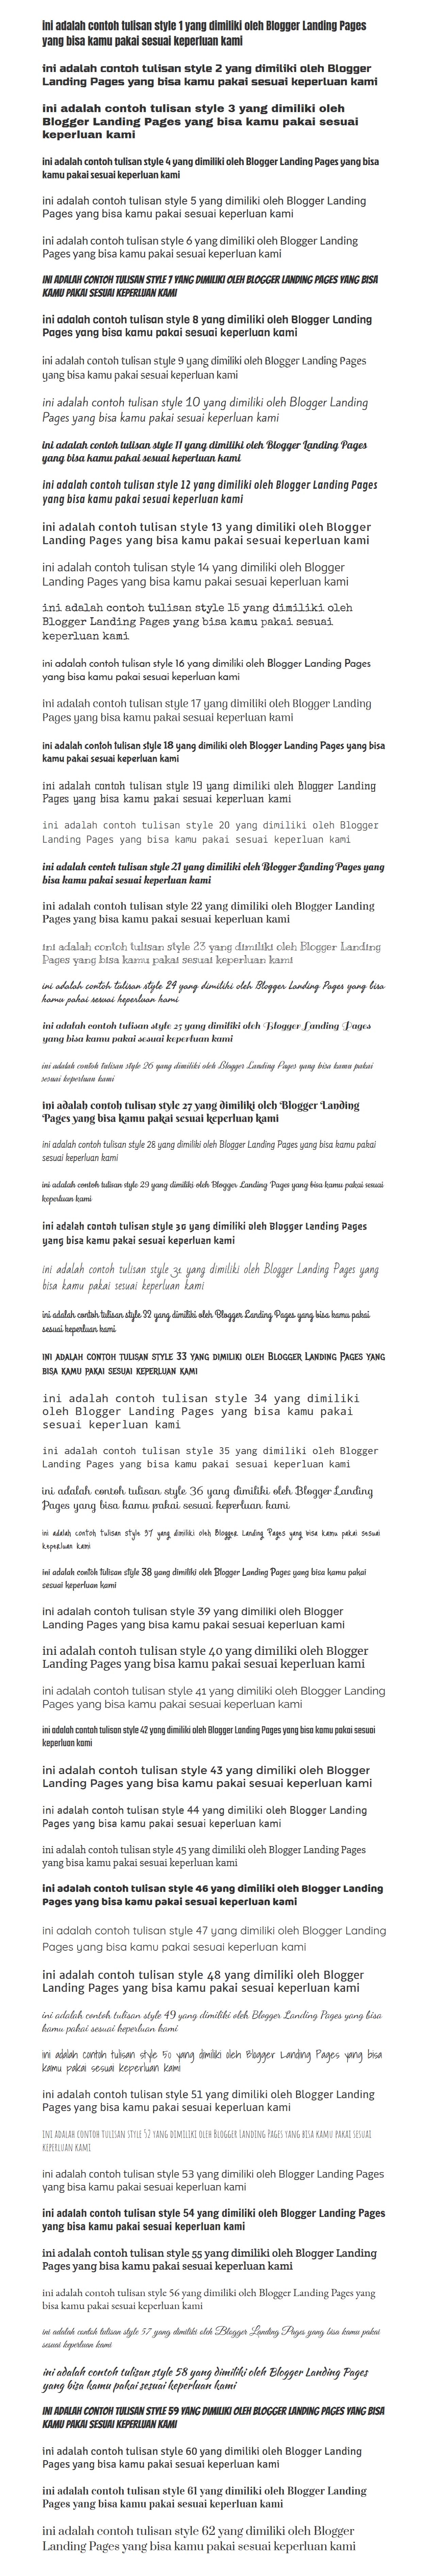 ini adalah contoh tulisan style 1 yang dimiliki oleh Blogger Landing Pages
yang bisa kamu pakai sesuai keperluan kami
ini adalah contoh tulisan style 2 yang dimiliki oleh Blogger
Landing Pages yang bisa kamu pakai sesuai keperluan kami
ini adalah contoh tulisan style 3 yang dimiliki oleh
Blogger Landing Pages yang bisa kamu pakai sesuai
keperluan kami
ini adalah contoh tulisan style 4 yang dimiliki oleh Blogger Landing Pages yang bisa
kamu pakai sesuai keperluan kami
ini adalah contoh tulisan style 5 yang dimiliki oleh Blogger Landing
Pages yang bisa kamu pakai sesuai keperluan kami
ini adalah contoh tulisan style 6 yang dimiliki oleh Blogger Landing
Pages yang bisa kamu pakai sesuai keperluan kami
INI ADALAH CONTOH TULISAN STYLE 7 YANG DIMILIKI OLEH BLOGGER LANDING PAGES YANG BISA
KAMU PAKAI SESUAI KEPERLUAN KAMI
ini adalah contoh tulisan style 8 yang dimiliki oleh Blogger Landing
Pages yang bisa kamu pakai sesuai keperluan kami
ini adalah contoh tulisan style 9 yang dimiliki oleh Blogger Landing Pages
yang bisa kamu pakai sesuai keperluan kami
ini adalah contoh tulisan style 10 yang dimiliki oleh Blogger Landing
Pages yang bisa kamu pakai sesuai keperluan kami
ini adalah contoh tulisan style 11 yang dimiliki oleh Blogger Landing Pages
yang bisa kamu pakai sesuai keperluan kami
ini adalah contoh tulisan style 12 yang dimiliki oleh Blogger Landing Pages
yang bisa kamu pakai sesuai keperluan kami
ini adalah contoh tulisan style 13 yang dimiliki oleh Blogger
Landing Pages yang bisa kamu pakai sesuai keperluan kami
ini adalah contoh tulisan style 14 yang dimiliki oleh Blogger
Landing Pages yang bisa kamu pakai sesuai keperluan kami
ini adalah contoh tulisan style 15 yang dimiliki oleh
Blogger Landing Pages yang bisa kamu pakai sesuai
keperluan kami
ini adalah contoh tulisan style 16 yang dimiliki oleh Blogger Landing Pages
yang bisa kamu pakai sesuai keperluan kami
ini adalah contoh tulisan style 17 yang dimiliki oleh Blogger Landing
Pages yang bisa kamu pakai sesuai keperluan kami
ini adalah contoh tulisan style 18 yang dimiliki oleh Blogger Landing Pages yang bisa
kamu pakai sesuai keperluan kami
ini adalah contoh tulisan style 19 yang dimiliki oleh Blogger Landing
Pages yang bisa kamu pakai sesuai keperluan kami
ini adalah contoh tulisan style 20 yang dimiliki oleh Blogger
Landing Pages yang bisa kamu pakai sesuai keperluan kami
ini adalah contoh tulisan style 21 yang dimiliki oleh Blogger Landing Pages yang
bisa kamu pakai sesuai keperluan kami
ini adalah contoh tulisan style 22 yang dimiliki oleh Blogger Landing
Pages yang bisa kamu pakai sesuai keperluan kami
ini adalah contoh tulisan style 23 yang dimiliki oleh Blogger Landing
Pages yang bisa kamu pakai sesuai keperluan kami
ini adalah contoh tulisan style 24 yang dimiliki oleh Blogger Landing Pages yang bisa
kamu pakai sesuai keperluan kami
ini adalah contoh tulisan style 25 yang dimiliki oleh Blogger Landing Pages
yang bisa kamu pakai sesuai keperluan kami
ini adalah contoh tulisan style 26 yang dimiliki oleh Blogger Landing Pages yang bisa kamu pakai
sesuai keperluan kami
ini adalah contoh tulisan style 27 yang dimiliki oleh Blogger Landing
Pages yang bisa kamu pakai sesuai keperluan kami
ini adalah contoh tulisan style 28 yang dimiliki oleh Blogger Landing Pages yang bisa kamu pakai
sesuai keperluan kami
ini adalah contoh tulisan style 29 yang dimiliki oleh Blogger Landing Pages yang bisa kamu pakai sesuai
keperluan kami
ini adalah contoh tulisan style 30 yang dimiliki oleh Blogger Landing Pages
yang bisa kamu pakai sesuai keperluan kami
ini adalah contoh tulisan style 31 yang dimiliki oleh Blogger Landing Pages yang
bisa kamu pakai sesuai keperluan kami
ini adalah contoh tulisan style 32 yang dimiliki oleh Blogger Landing Pages yang bisa kamu pakai
sesuai keperluan kami
ini adalah contoh tulisan style 33 yang dimiliki oleh Blogger Landing Pages yang
bisa kamu pakai sesuai keperluan kami
ini adalah contoh tulisan style 34 yang dimiliki
oleh Blogger Landing Pages yang bisa kamu pakai
sesuai keperluan kami
ini adalah contoh tulisan style 35 yang dimiliki oleh Blogger
Landing Pages yang bisa kamu pakai sesuai keperluan kami
ini adalah contoh tulisan style 36 yang dimiliki oleh Blogger Landing
Pages yang bisa kamu pakai sesuai keperluan kami
ini adalah contoh tulisan style 37 yang dimiliki oleh Blogger Landing Pages yang bisa kamu pakai sesuai
keperluan kami
ini adalah contoh tulisan style 38 yang dimiliki oleh Blogger Landing Pages yang bisa kamu pakai
sesuai keperluan kami
ini adalah contoh tulisan style 39 yang dimiliki oleh Blogger
Landing Pages yang bisa kamu pakai sesuai keperluan kami
ini adalah contoh tulisan style 40 yang dimiliki oleh Blogger
Landing Pages yang bisa kamu pakai sesuai keperluan kami
ini adalah contoh tulisan style 41 yang dimiliki oleh Blogger Landing
Pages yang bisa kamu pakai sesuai keperluan kami
ini adalah contoh tulisan style 42 yang dimiliki oleh Blogger Landing Pages yang bisa kamu pakai sesuai
keperluan kami
ini adalah contoh tulisan style 43 yang dimiliki oleh Blogger
Landing Pages yang bisa kamu pakai sesuai keperluan kami
ini adalah contoh tulisan style 44 yang dimiliki oleh Blogger Landing
Pages yang bisa kamu pakai sesuai keperluan kami
ini adalah contoh tulisan style 45 yang dimiliki oleh Blogger Landing Pages
yang bisa kamu pakai sesuai keperluan kami
ini adalah contoh tulisan style 46 yang dimiliki oleh Blogger Landing
Pages yang bisa kamu pakai sesuai keperluan kami
ini adalah contoh tulisan style 47 yang dimiliki oleh Blogger Landing
Pages yang bisa kamu pakai sesuai keperluan kami
ini adalah contoh tulisan style 48 yang dimiliki oleh Blogger
Landing Pages yang bisa kamu pakai sesuai keperluan kami
ini adalah contoh tulisan style 49 yang dimiliki oleh Blogger Landing Pages yang bisa
kamu pakai sesuai keperluan kami
ini adalah contoh tulisan style 50 yang dimiliki oleh Blogger Landing Pages yang bisa
kamu pakai sesuai keperluan kami
ini adalah contoh tulisan style 51 yang dimiliki oleh Blogger Landing
Pages yang bisa kamu pakai sesuai keperluan kami
ini adalah contoh tulisan style 52 yang dimiliki oleh Blogger Landing Pages yang bisa kamu pakai sesuai
keperluan kami
ini adalah contoh tulisan style 53 yang dimiliki oleh Blogger Landing Pages
yang bisa kamu pakai sesuai keperluan kami
ini adalah contoh tulisan style 54 yang dimiliki oleh Blogger Landing Pages
yang bisa kamu pakai sesuai keperluan kami
ini adalah contoh tulisan style 55 yang dimiliki oleh Blogger Landing
Pages yang bisa kamu pakai sesuai keperluan kami
ini adalah contoh tulisan style 56 yang dimiliki oleh Blogger Landing Pages yang
bisa kamu pakai sesuai keperluan kami
ini adalah contoh tulisan style 57 yang dimiliki oleh Blogger Landing Pages yang bisa kamu pakai
sesuai keperluan kami
ini adalah contoh tulisan style 58 yang dimiliki oleh Blogger Landing Pages
yang bisa kamu pakai sesuai keperluan kami
INI ADALAH CONTOH TULISAN STYLE 59 YANG DIMILIKI OLEH BLOGGER LANDING PAGES YANG BISA
KAMU PAKAI SESUAI KEPERLUAN KAMI
ini adalah contoh tulisan style 60 yang dimiliki oleh Blogger Landing
Pages yang bisa kamu pakai sesuai keperluan kami
ini adalah contoh tulisan style 61 yang dimiliki oleh Blogger Landing
Pages yang bisa kamu pakai sesuai keperluan kami
ini adalah contoh tulisan style 62 yang dimiliki oleh Blogger
Landing Pages yang bisa kamu pakai sesuai keperluan kami